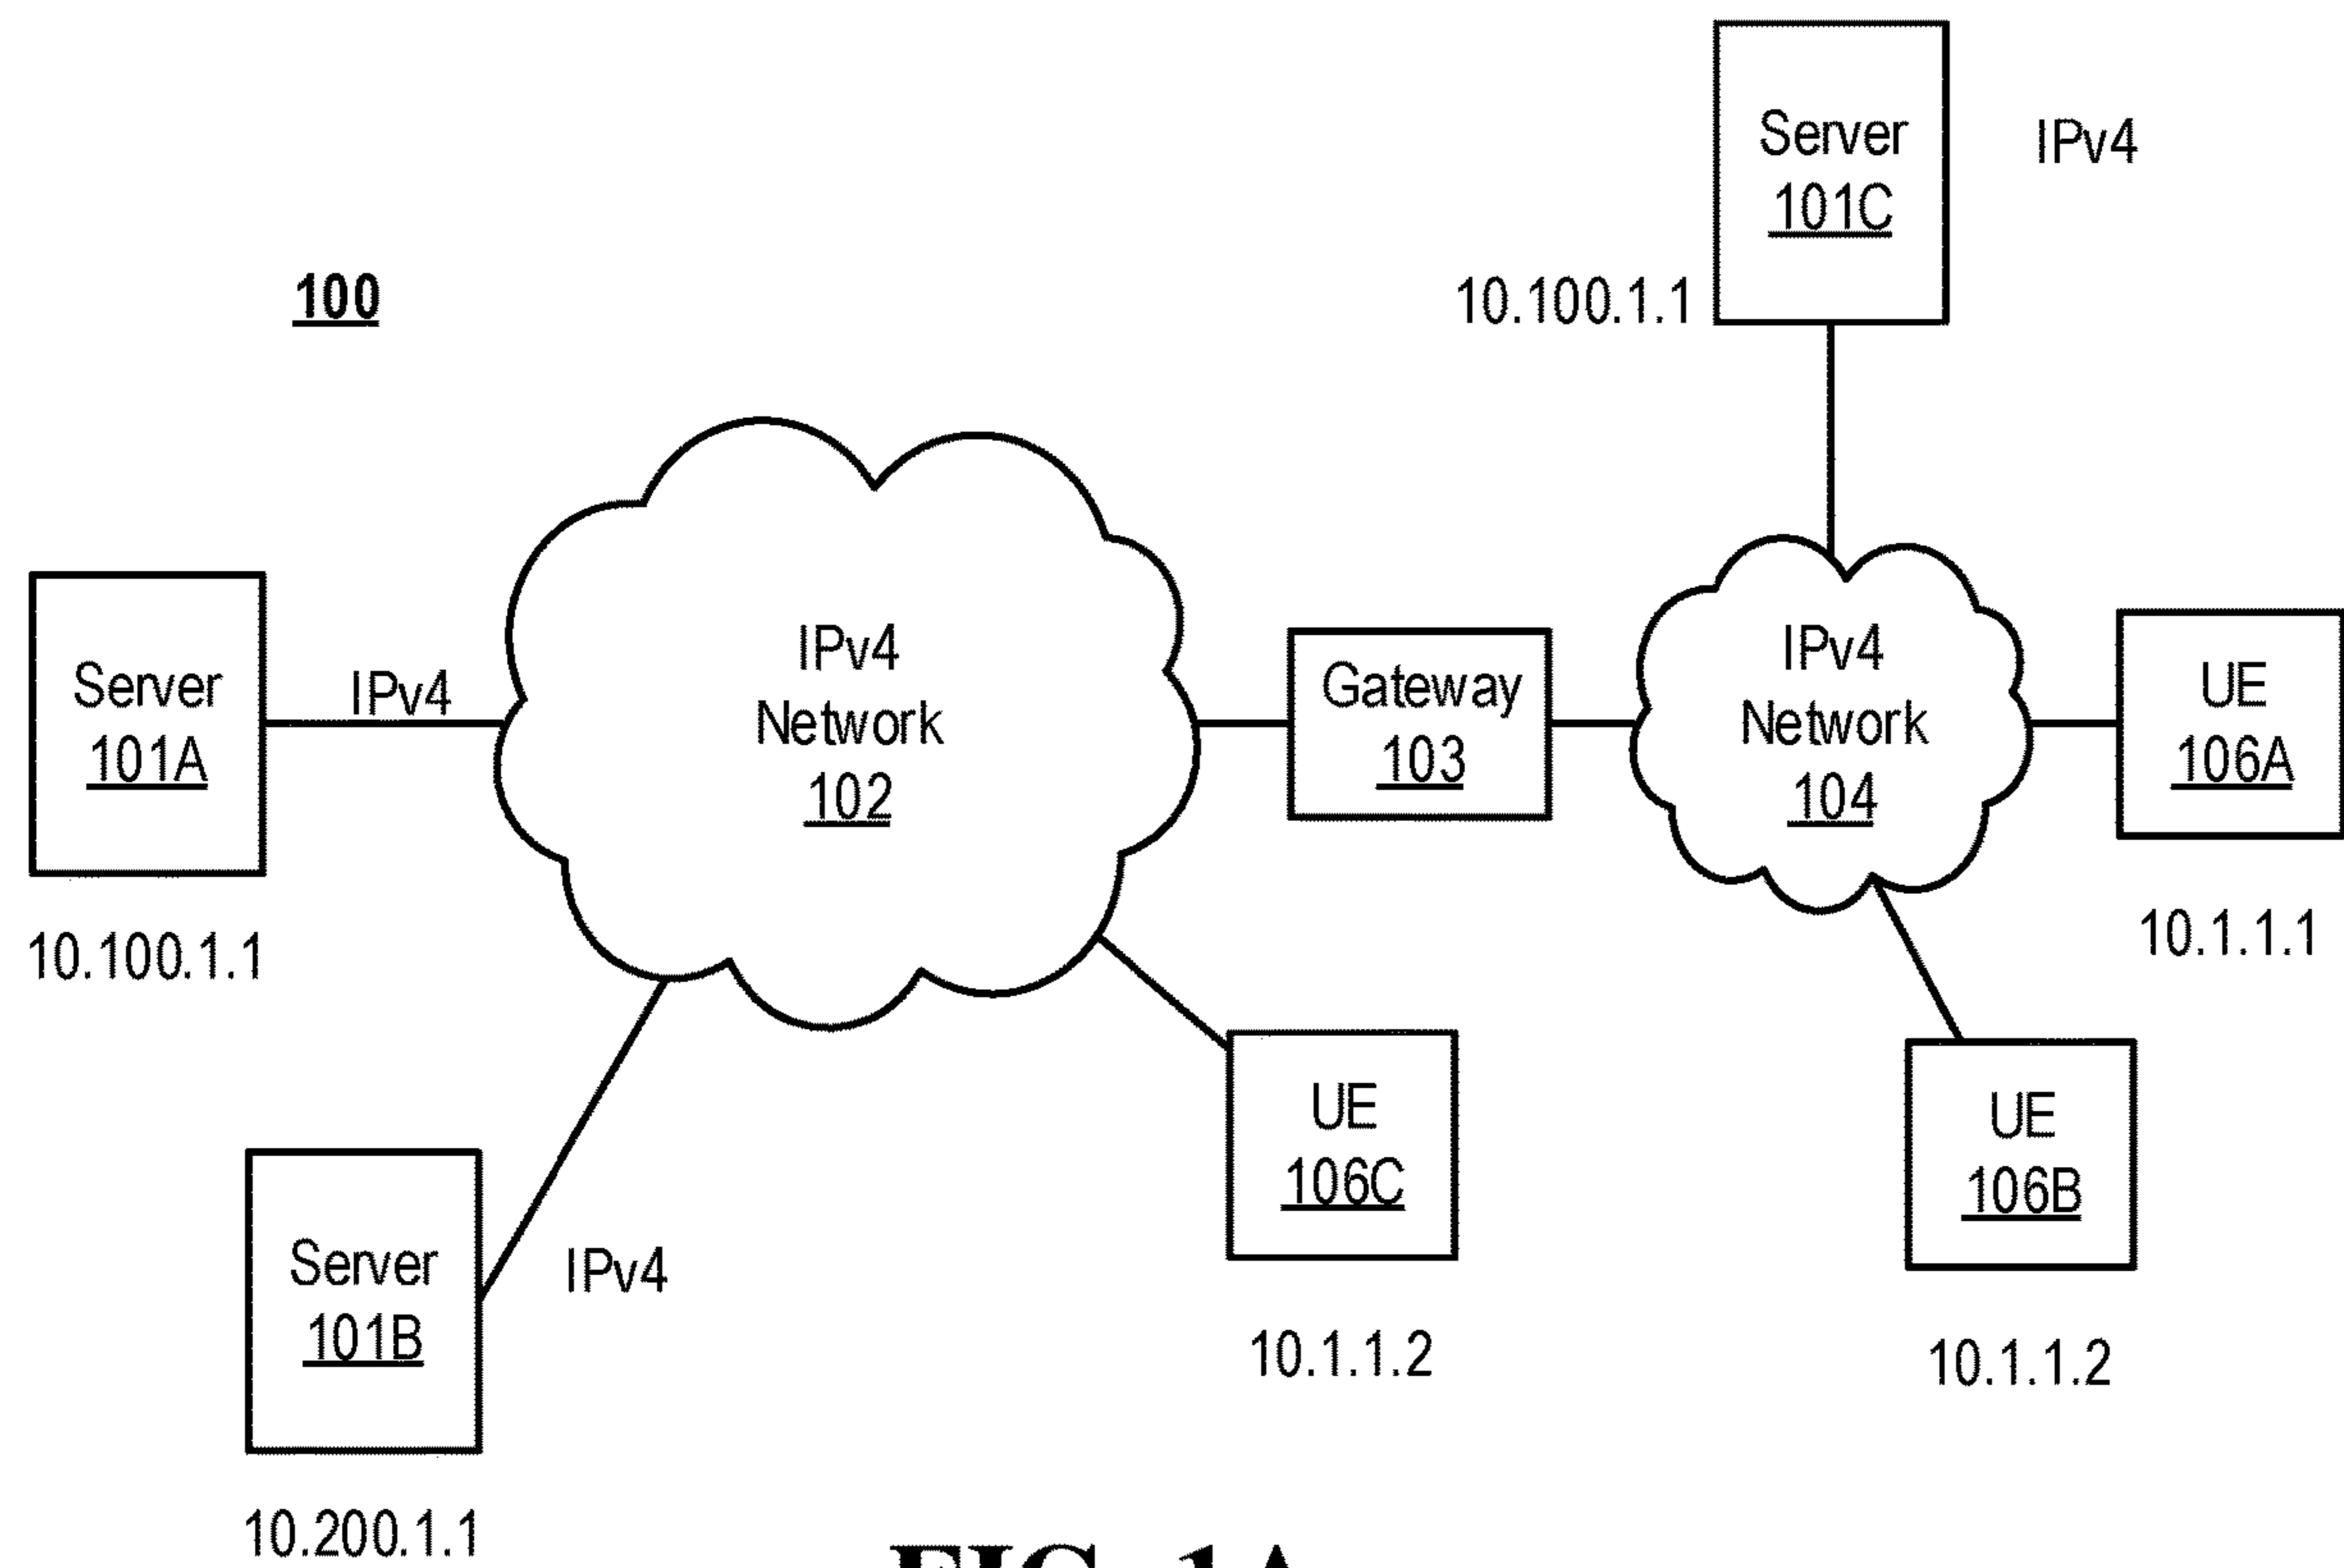 Server
101C
IPv4
10.100.1.1
100
Server
101A
IPv4
10.100.1.1
IPv4
Network
102
Gateway
103
IPv4
Network
104
UE
106A
10.1.1.1
UE
106C
10.1.1.2
UE
106B
10.1.1.2
Server
101B
IPv4
10.200.1.1
FIG. 1A